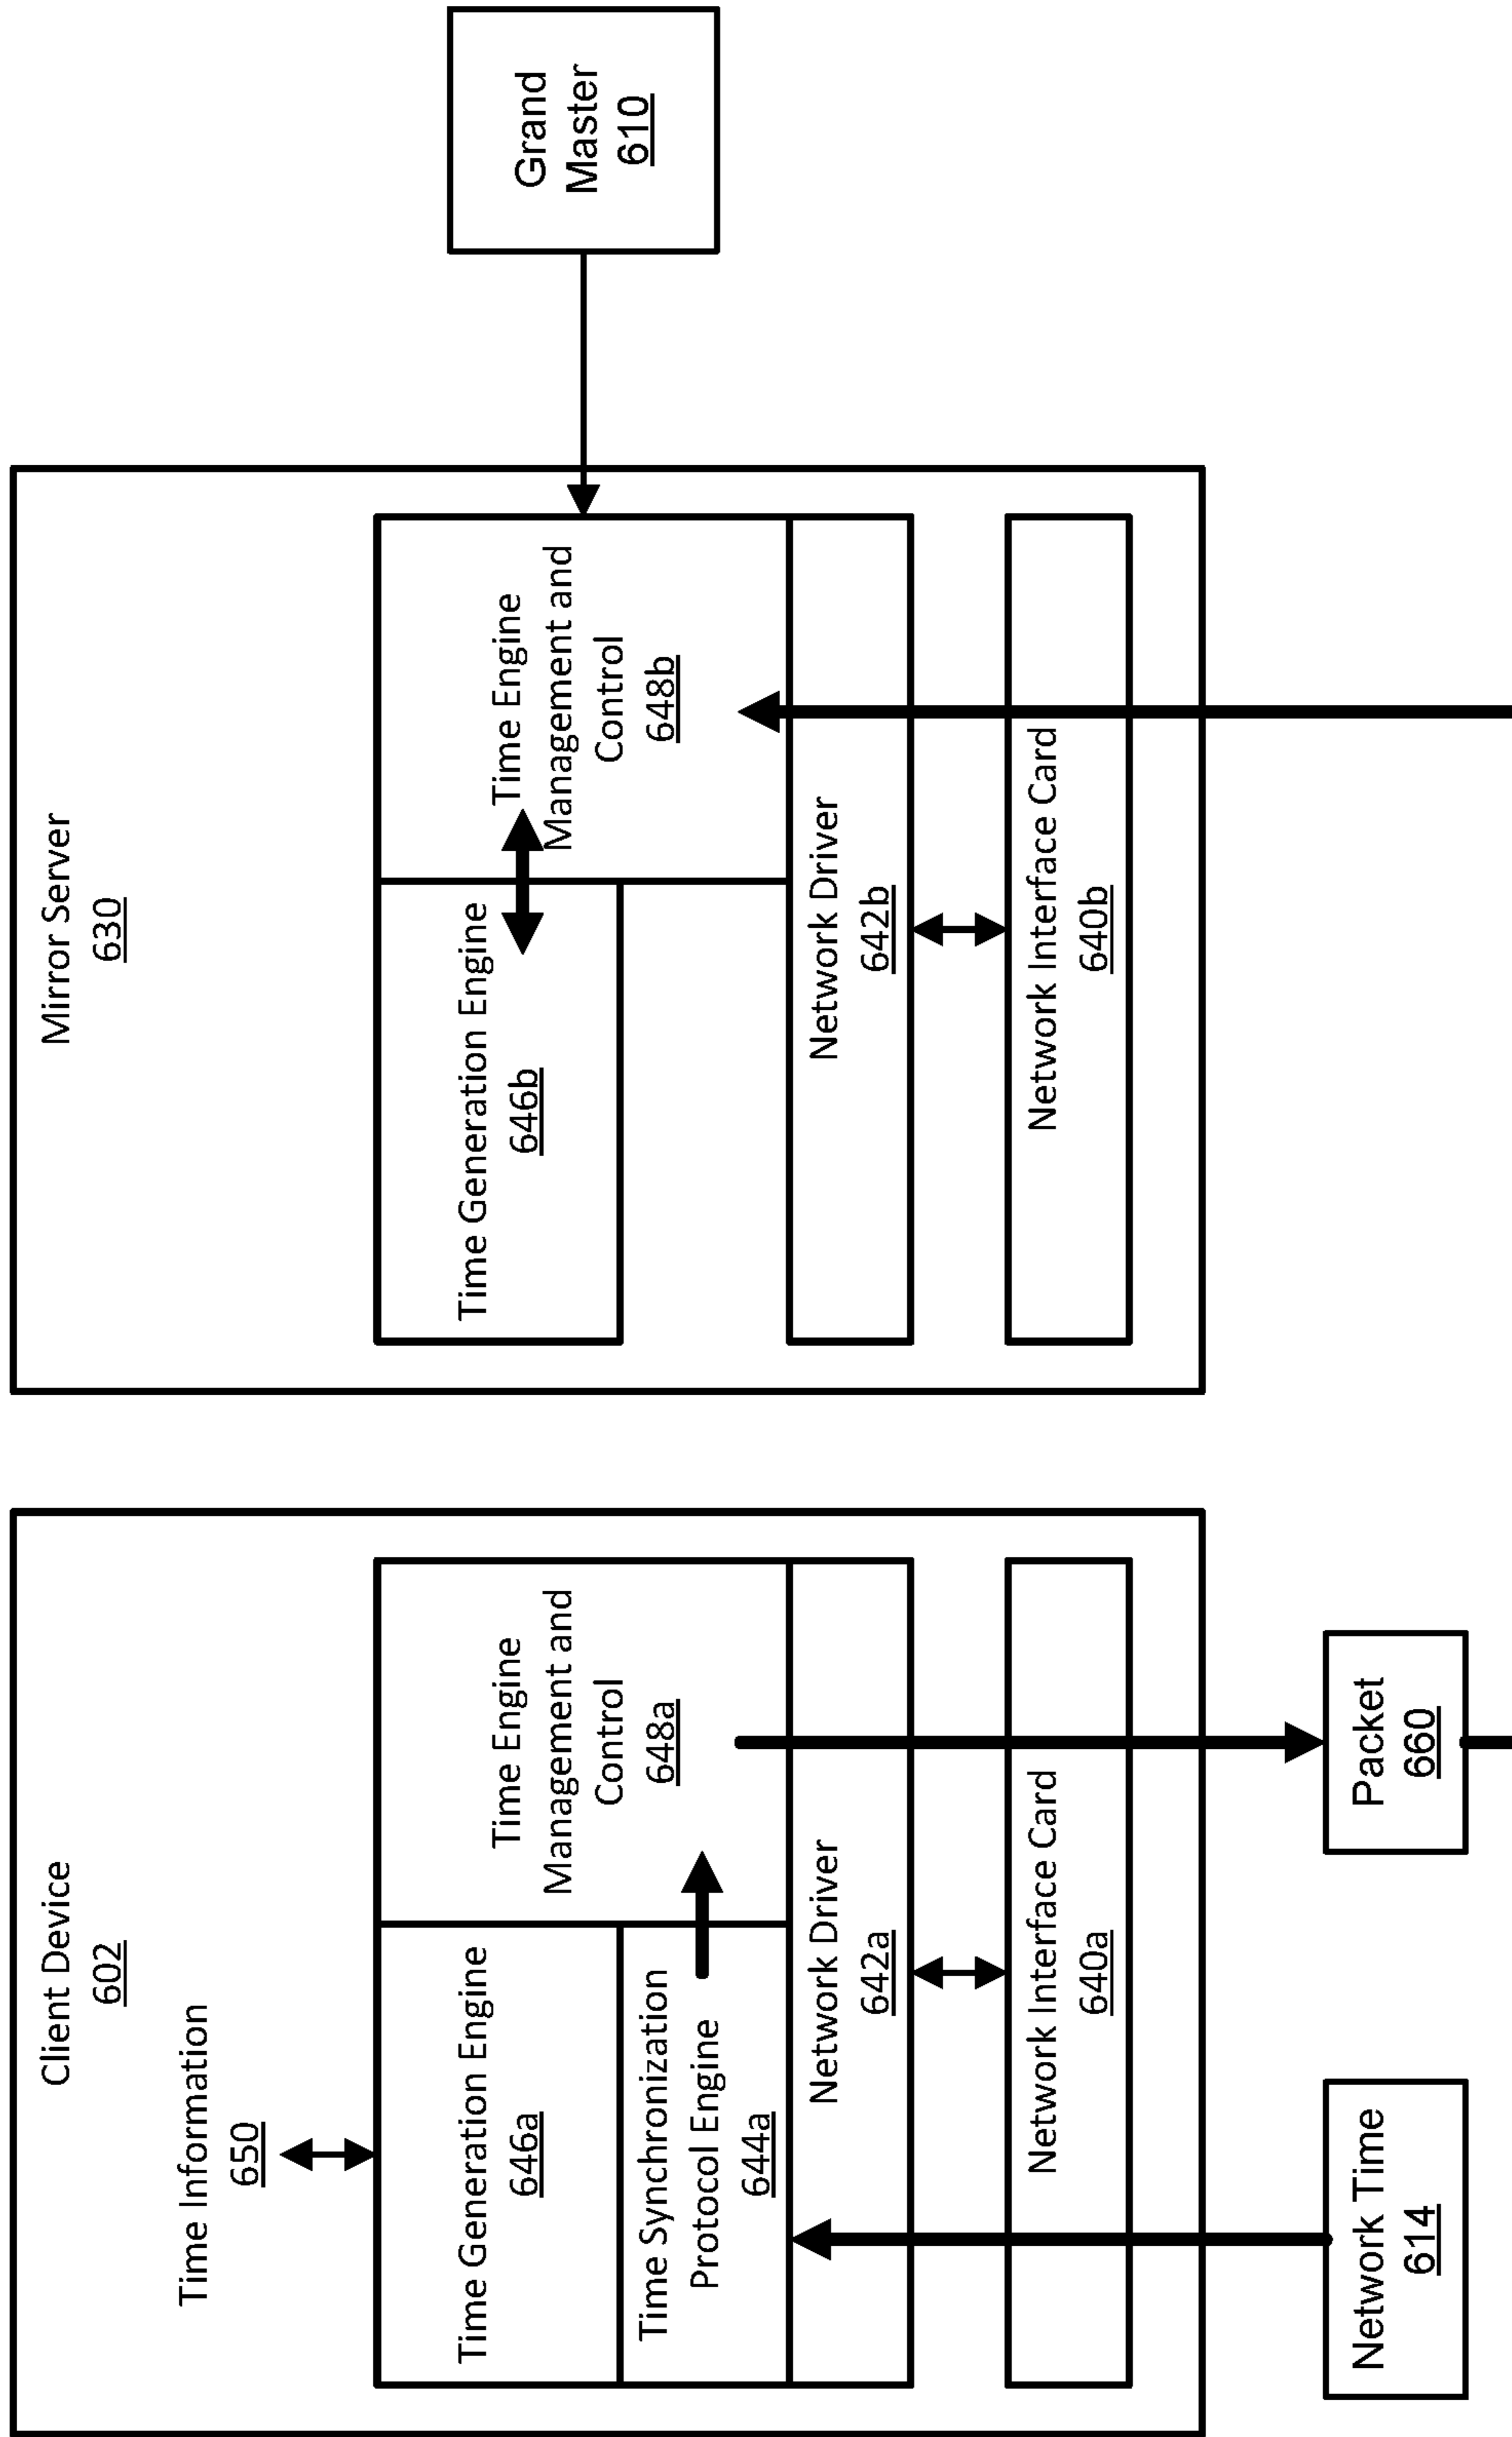 Client Device
602
Time Information
650
Time Generation Engine
646a
Time Synchronization
Protocol Engine
644a
Time Engine
Management and
Control
648a
Network Driver
642a
Network Interface Card
640a
Network Time
614
Packet
660
Mirror Server
630
Time Generation Engine
646b
Time Engine
Management and
Control
648b
Network Driver
642b
Network Interface Card
640b
Grand
Master
610